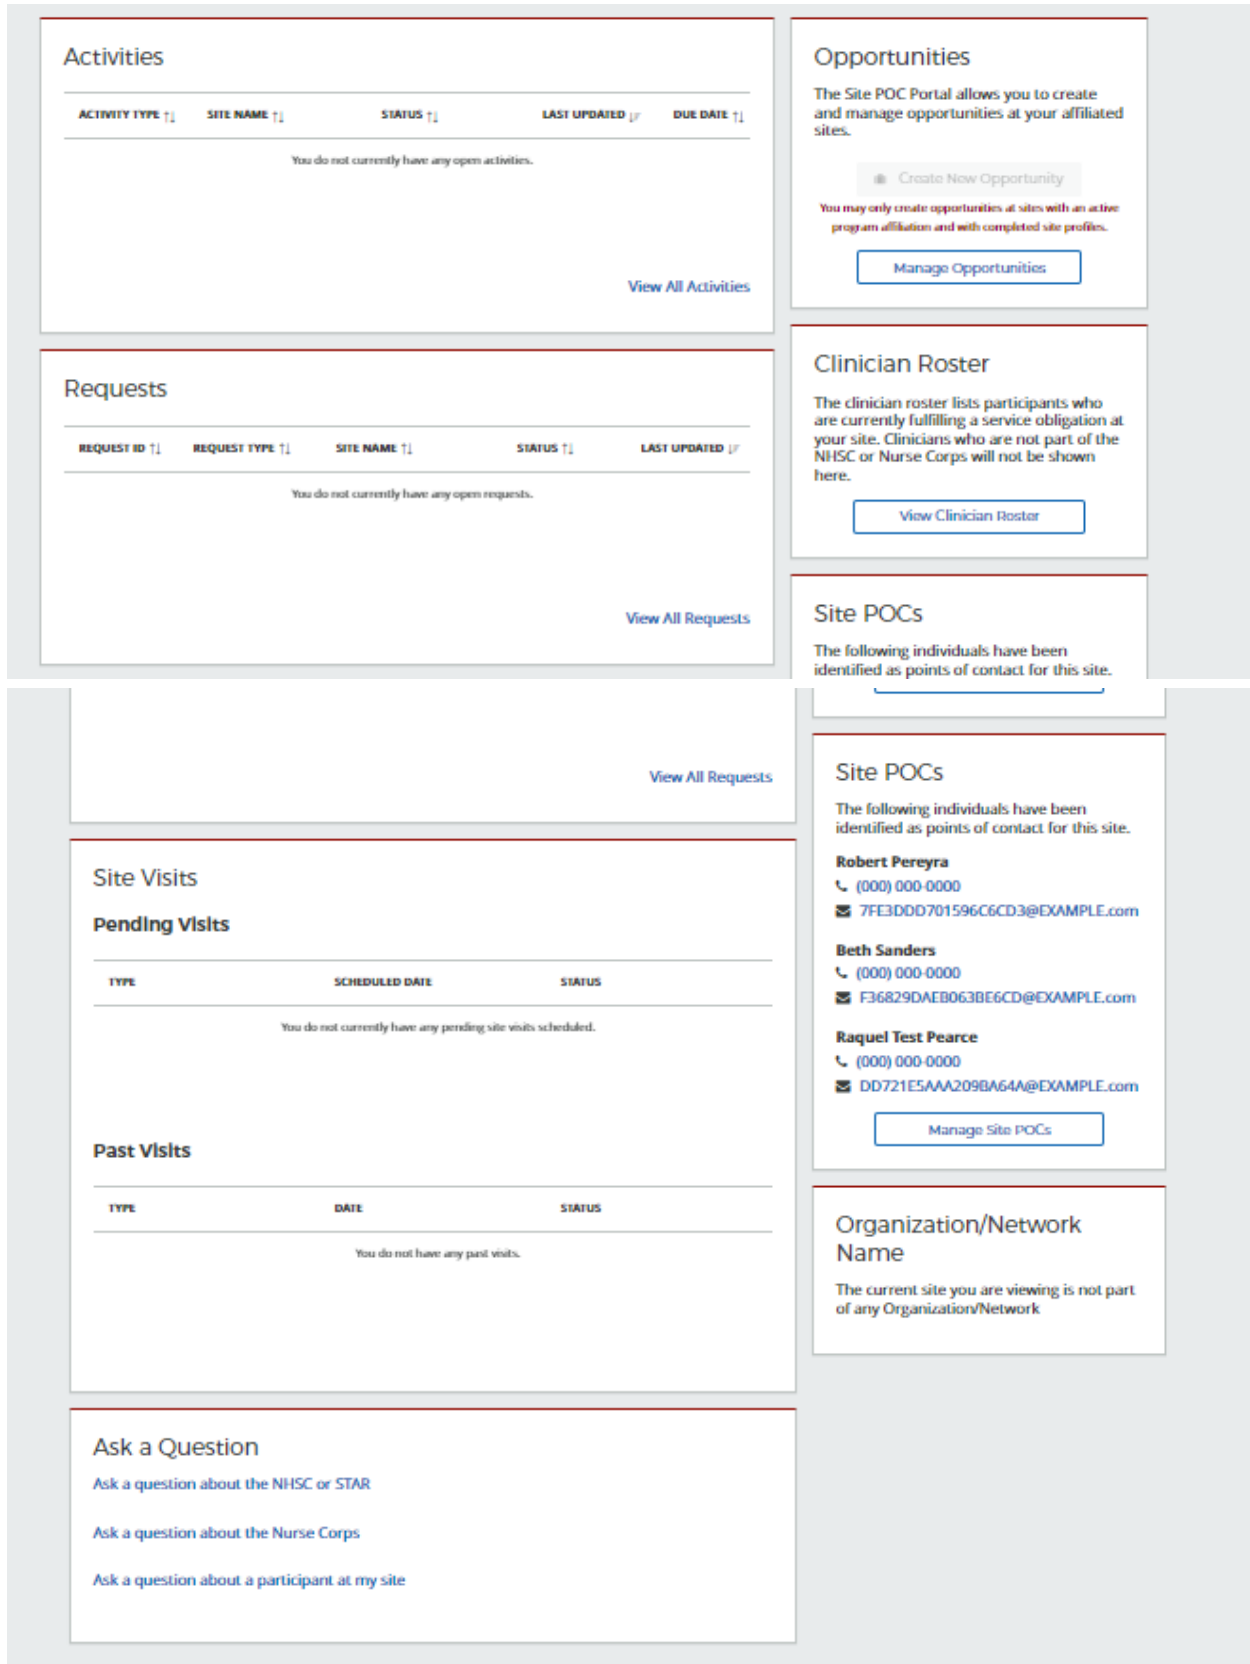 Activities
ACTIVITY TYPE ↑↓ SITE NAME ↑↓ STATUS ↑↓ LAST UPDATED DUE DATE ↑↓
You do not currently have any open activities.
View All Activities
Requests
REQUEST ID ↑↓ REQUEST TYPE ↑↓ SITE NAME ↑↓ STATUS ↑↓ LAST UPDATED
You do not currently have any open requests.
View All Requests
Opportunities
The Site POC Portal allows you to create
and manage opportunities at your affiliated
sites.
Create New Opportunity
You may only create opportunities at sites with an active
program affiliation and with completed site profiles.
Manage Opportunities
Clinician Roster
The clinician roster lists participants who
are currently fulfilling a service obligation at
your site. Clinicians who are not part of the
NHSC or Nurse Corps will not be shown
here.
View Clinician Roster
Site POCs
The following individuals have been
identified as points of contact for this site.
View All Requests
Site Visits
Pending Visits
TYPE SCHEDULED DATE STATUS
You do not currently have any pending site visits scheduled.
Past Visits
TYPE DATE STATUS
You do not have any past visits.
Ask a Question
Ask a question about the NHSC or STAR
Ask a question about the Nurse Corps
Ask a question about a participant at my site
Site POCs
The following individuals have been
identified as points of contact for this site.
Robert Pereyra
(000) 000-0000
7FE3DDD701596C6CD3@EXAMPLE.com
Beth Sanders
(000) 000-0000
F36829DAEB063BE6CD@EXAMPLE.com
Raquel Test Pearce
(000) 000-0000
DD721E5AAA209BA64A@EXAMPLE.com
Manage Site POCs
Organization/Network
Name
The current site you are viewing is not part
of any Organization/Network